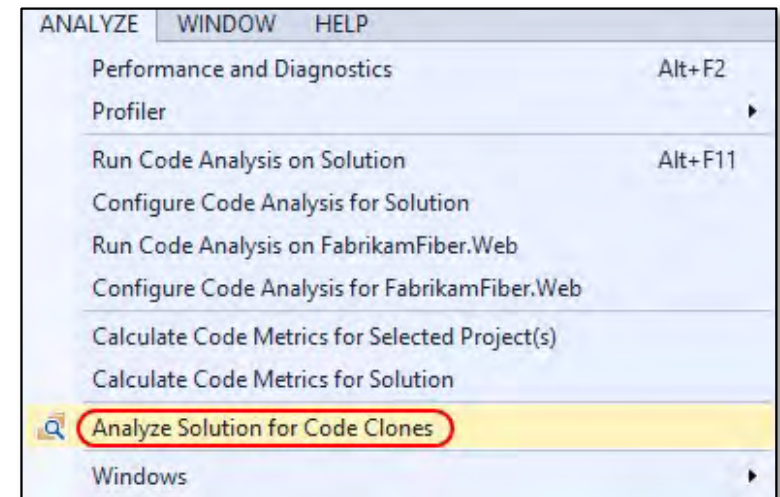 ANALYZE WINDOW HELP
Performance and Diagnostics Alt+F2
Profiler
Run Code Analysis on Solution Alt+F11
Configure Code Analysis for Solution
Run Code Analysis on FabrikamFiber.Web
Configure Code Analysis for FabrikamFiber.Web
Calculate Code Metrics for Selected Project(s)
Calculate Code Metrics for Solution
Analyze Solution for Code Clones
Windows